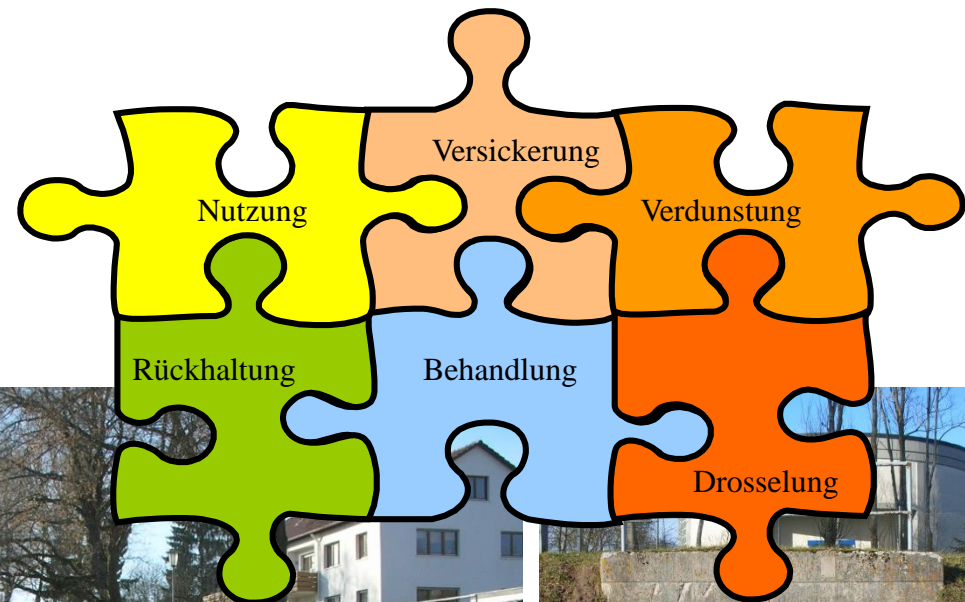 Versickerung
Nutzung
Verdunstung
Rückhaltung
Behandlung
Drosselung